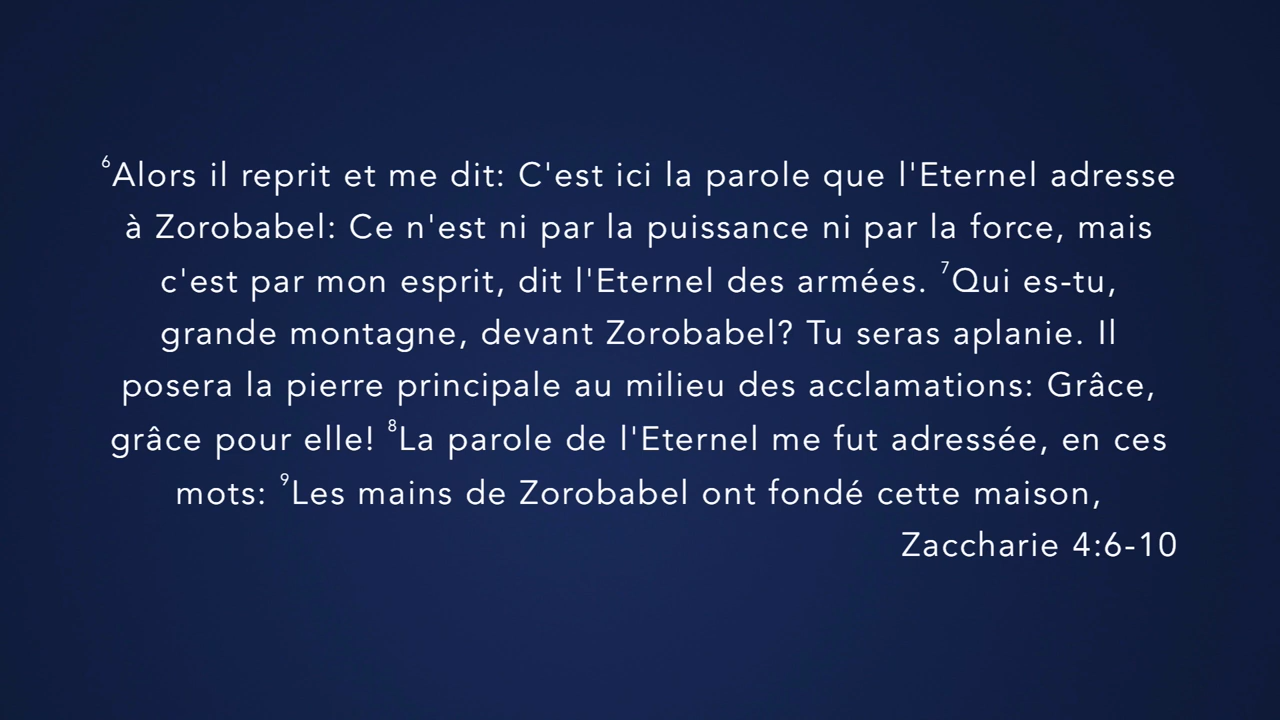 ⁶Alors il reprit et me dit: C'est ici la parole que l'Eternel adresse
à Zorobabel: Ce n'est ni par la puissance ni par la force, mais
c'est par mon esprit, dit l'Eternel des armées. ⁷Qui es-tu,
grande montagne, devant Zorobabel? Tu seras aplanie. Il
posera la pierre principale au milieu des acclamations: Grâce,
grâce pour elle! ⁸La parole de l'Eternel me fut adressée, en ces
mots: ⁹Les mains de Zorobabel ont fondé cette maison,
Zaccharie 4:6-10